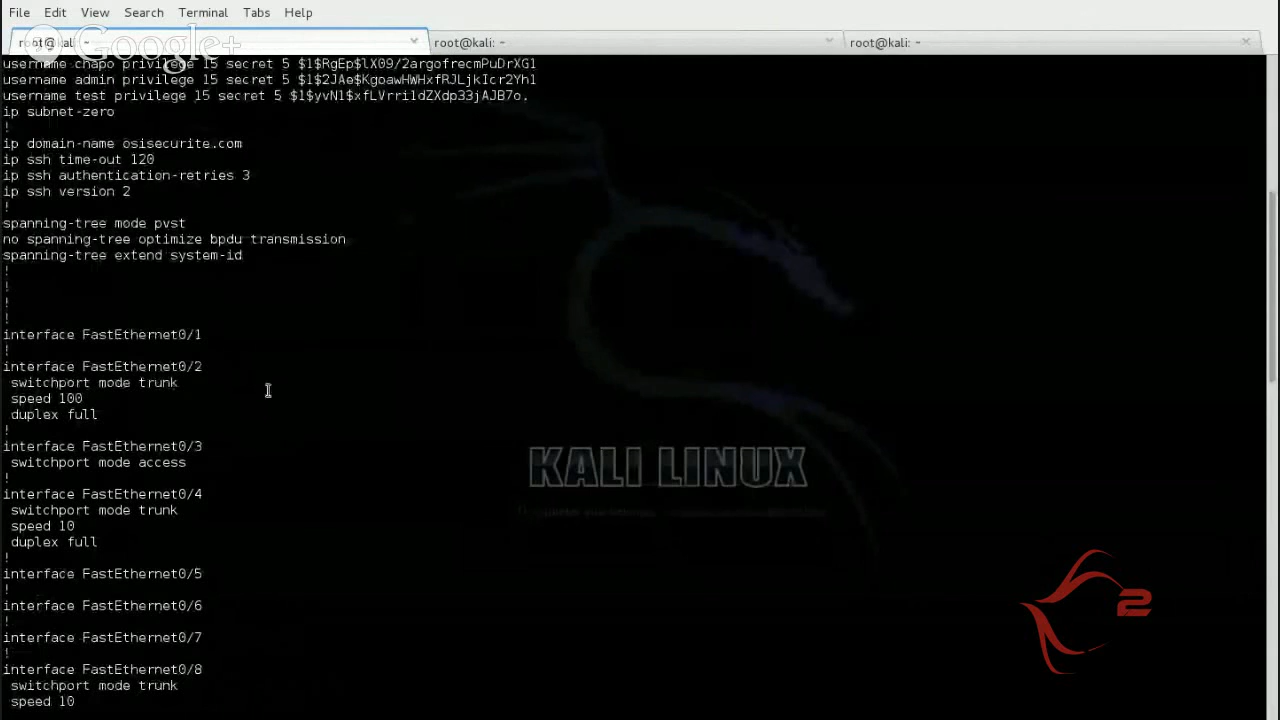 File Edit View Search Terminal Tabs Help
Google+
root@kali: ~ root@kali: ~ root@kali: ~
username chapo privilege 15 secret 5 $1$RgEp$lX09/2argofrecmPuDrXG1
username admin privilege 15 secret 5 $1$2JAe$KgoawHWHxfRJLjkIcr2Yh1
username test privilege 15 secret 5 $1$yvN1$xfLVrri1dZXdp33jAJB7o.
ip subnet-zero
!
ip domain-name osisecurite.com
ip ssh time-out 120
ip ssh authentication-retries 3
ip ssh version 2
!
spanning-tree mode pvst
no spanning-tree optimize bpdu transmission
spanning-tree extend system-id
!
!
!
!
interface FastEthernet0/1
!
interface FastEthernet0/2
switchport mode trunk
speed 100
duplex full
!
interface FastEthernet0/3
switchport mode access
!
interface FastEthernet0/4
switchport mode trunk
speed 10
duplex full
!
interface FastEthernet0/5
!
interface FastEthernet0/6
!
interface FastEthernet0/7
!
interface FastEthernet0/8
switchport mode trunk
speed 10
KALI LINUX
2